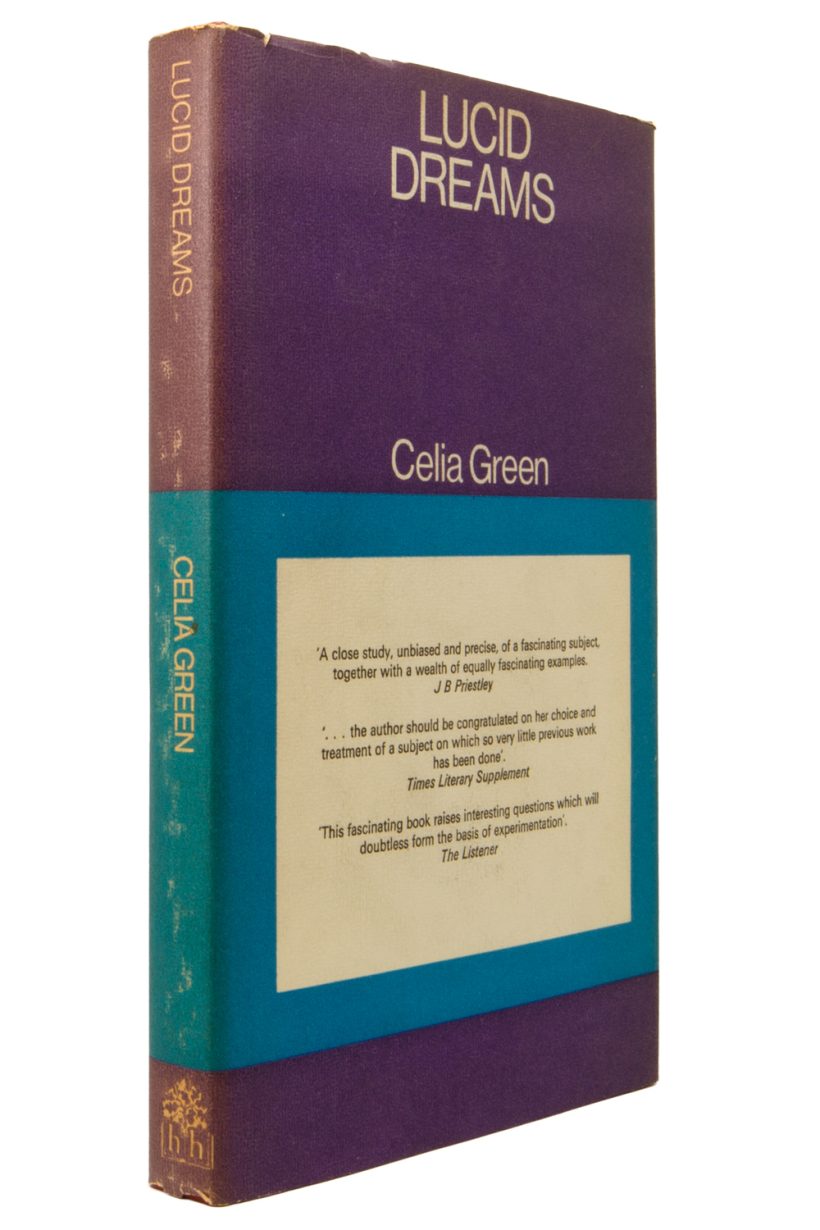 LUCID DREAMS
CELIA GREEN
h h
LUCID
DREAMS
Celia Green
'A close study, unbiased and precise, of a fascinating subject,
together with a wealth of equally fascinating examples.
J B Priestley
'. . . the author should be congratulated on her choice and
treatment of a subject on which so very little previous work
has been done'.
Times Literary Supplement
'This fascinating book raises interesting questions which will
doubtless form the basis of experimentation'.
The Listener